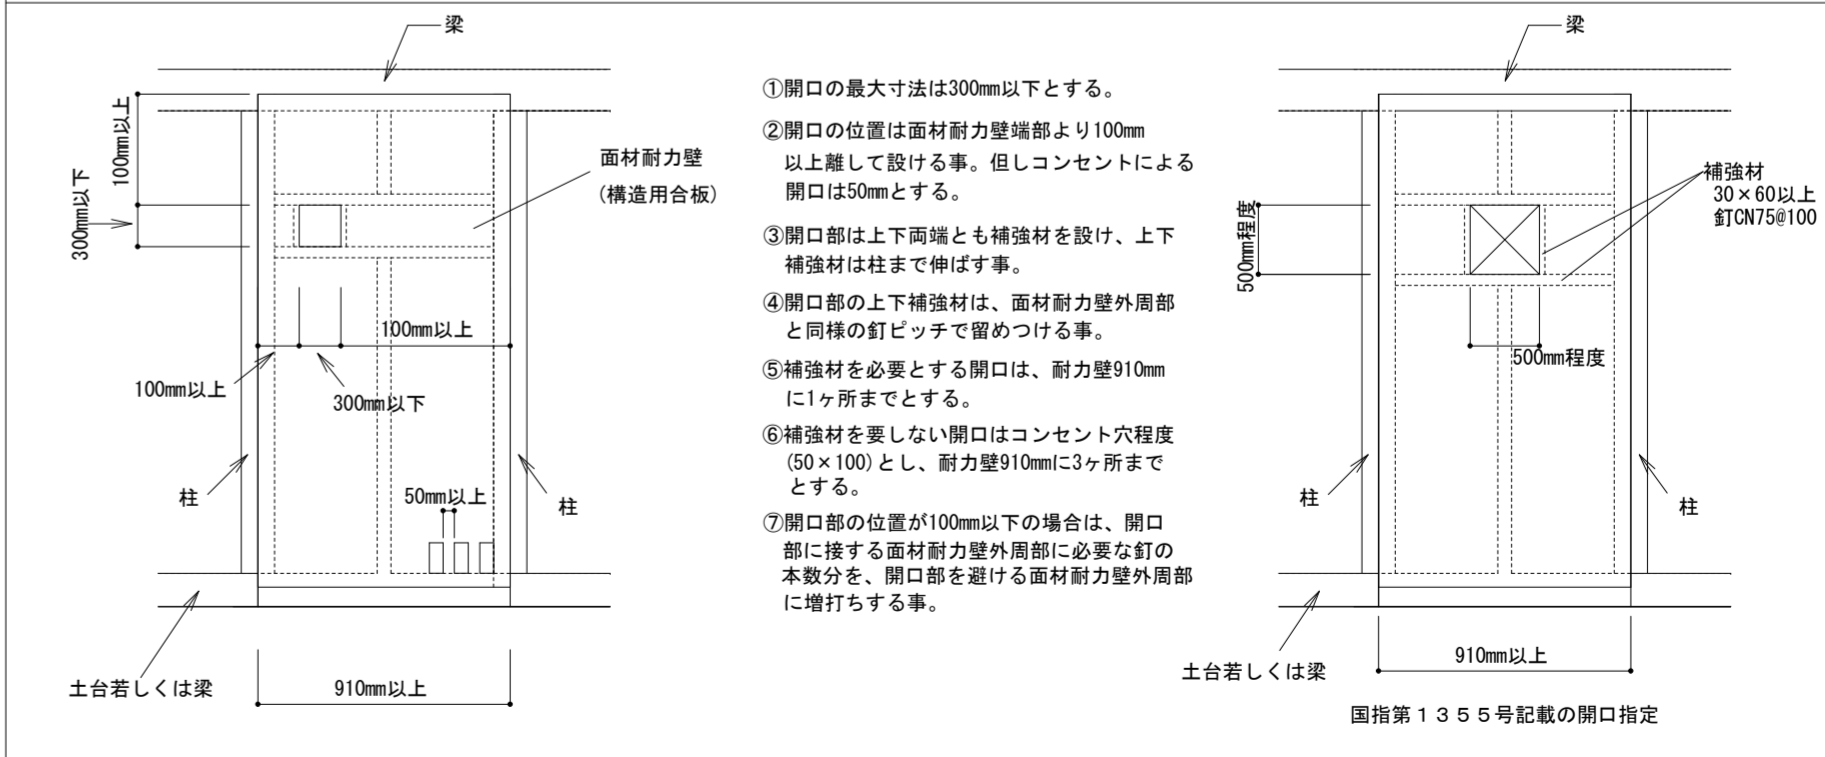 梁
100mm以上
300mm以下
面材耐力壁
(構造用合板)
100mm以上
100mm以上
300mm以下
柱
50mm以上
柱
土台若しくは梁
910mm以上
①開口の最大寸法は300mm以下とする。
②開口の位置は面材耐力壁端部より100mm
以上離して設ける事。但しコンセントによる
開口は50mmとする。
③開口部は上下両端とも補強材を設け、上下
補強材は柱まで伸ばす事。
④開口部の上下補強材は、面材耐力壁外周部
と同様の釘ピッチで留めつける事。
⑤補強材を必要とする開口は、耐力壁910mm
に1ヶ所までとする。
⑥補強材を要しない開口はコンセント穴程度
(50×100)とし、耐力壁910mmに3ヶ所まで
とする。
⑦開口部の位置が100mm以下の場合は、開口
部に接する面材耐力壁外周部に必要な釘の
本数分を、開口部を避ける面材耐力壁外周部
に増打ちする事。
梁
補強材
30×60以上
釘CN75@100
500mm程度
500mm程度
柱
柱
土台若しくは梁
910mm以上
国指第1355号記載の開口指定